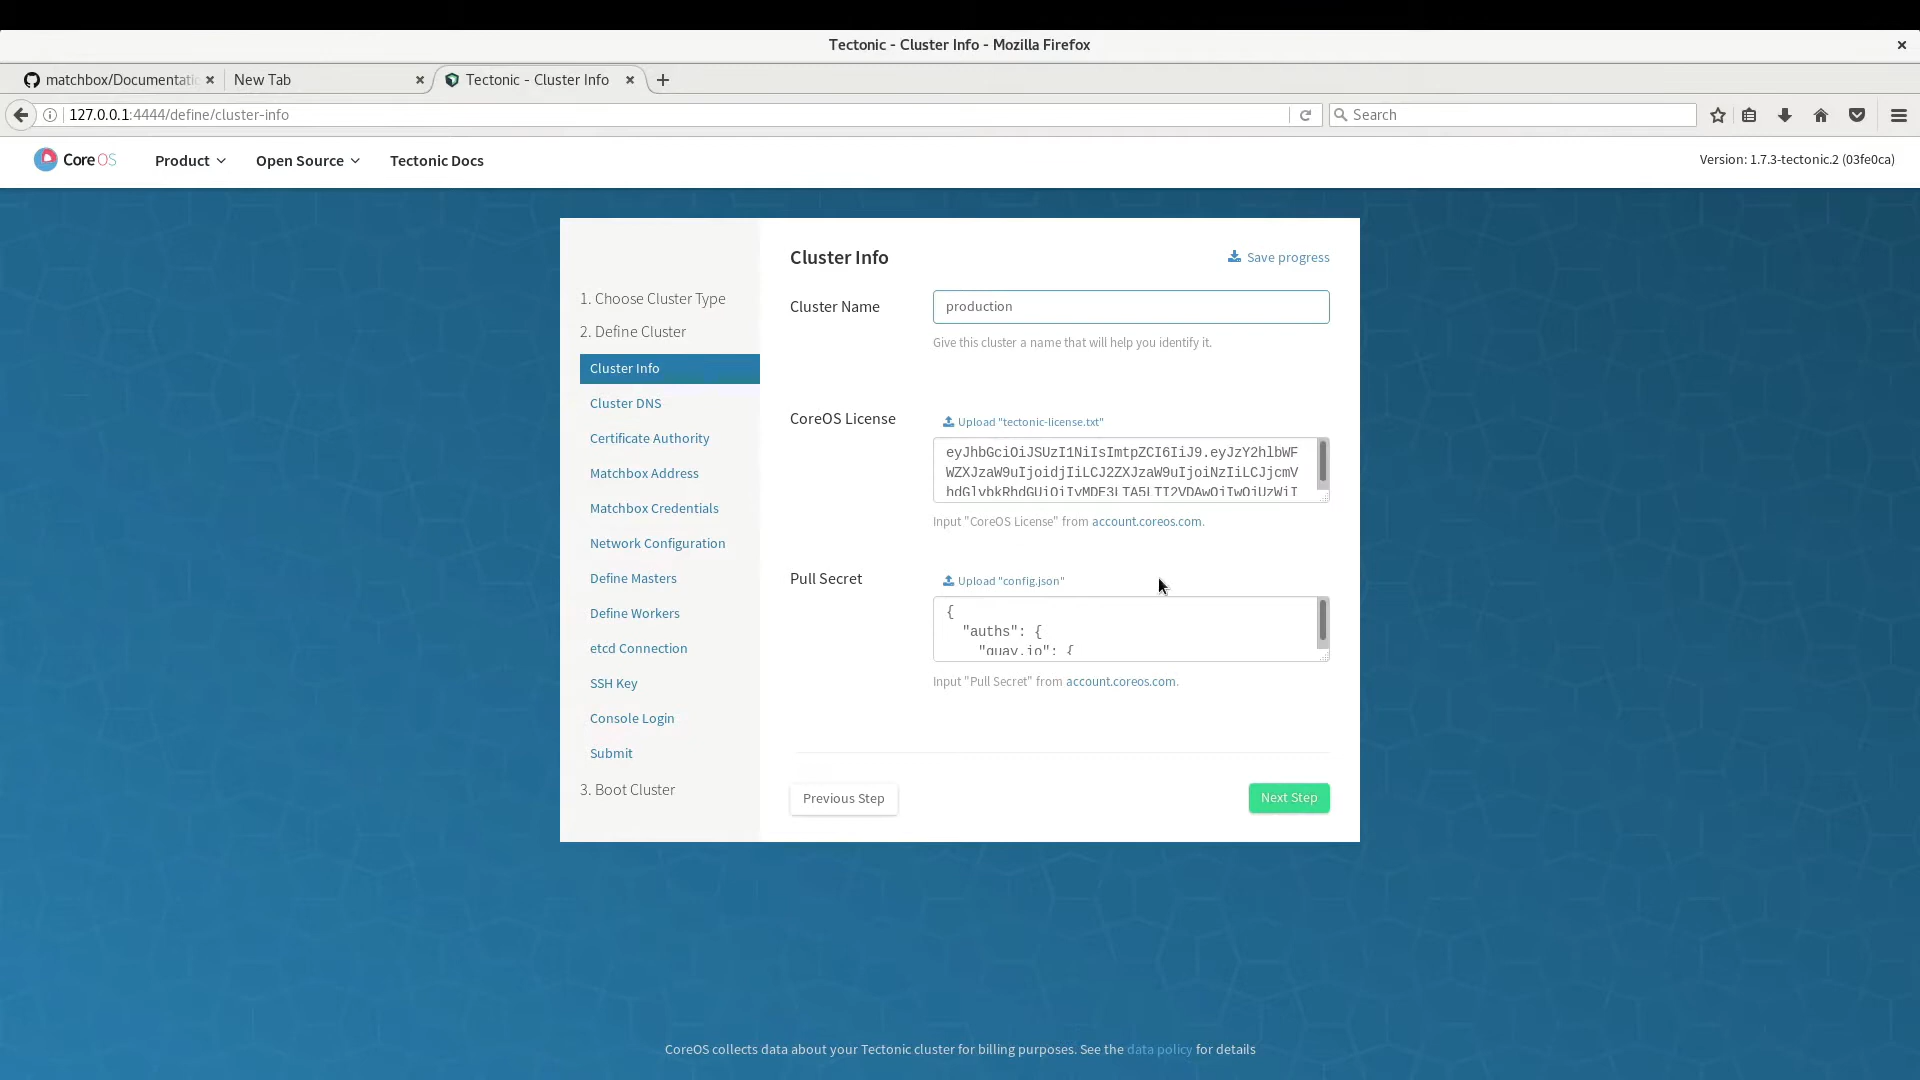 Tectonic - Cluster Info - Mozilla Firefox
matchbox/Documentati
New Tab
Tectonic - Cluster Info
127.0.0.1:4444/define/cluster-info
Search
CoreOS
Product
Open Source
Tectonic Docs
Version: 1.7.3-tectonic.2 (03fe0ca)
1. Choose Cluster Type
2. Define Cluster
Cluster Info
Cluster DNS
Certificate Authority
Matchbox Address
Matchbox Credentials
Network Configuration
Define Masters
Define Workers
etcd Connection
SSH Key
Console Login
Submit
3. Boot Cluster
Cluster Info
Save progress
Cluster Name
production
Give this cluster a name that will help you identify it.
CoreOS License
Upload "tectonic-license.txt"
eyJhbGciOiJSUzI1NiIsImtpZCI6IiJ9.eyJzY2hlbWF
WZXJzaW9uIjoidjIiLCJ2ZXJzaW9uIjoiNzIiLCJjcmV
hdGlvbkRhdGUiOiIyMDE3LTA5LTI2VDAwOjIwOjUzWiI
Input "CoreOS License" from account.coreos.com.
Pull Secret
Upload "config.json"
{
"auths": {
"quay.io": {
Input "Pull Secret" from account.coreos.com.
Previous Step
Next Step
CoreOS collects data about your Tectonic cluster for billing purposes. See the data policy for details